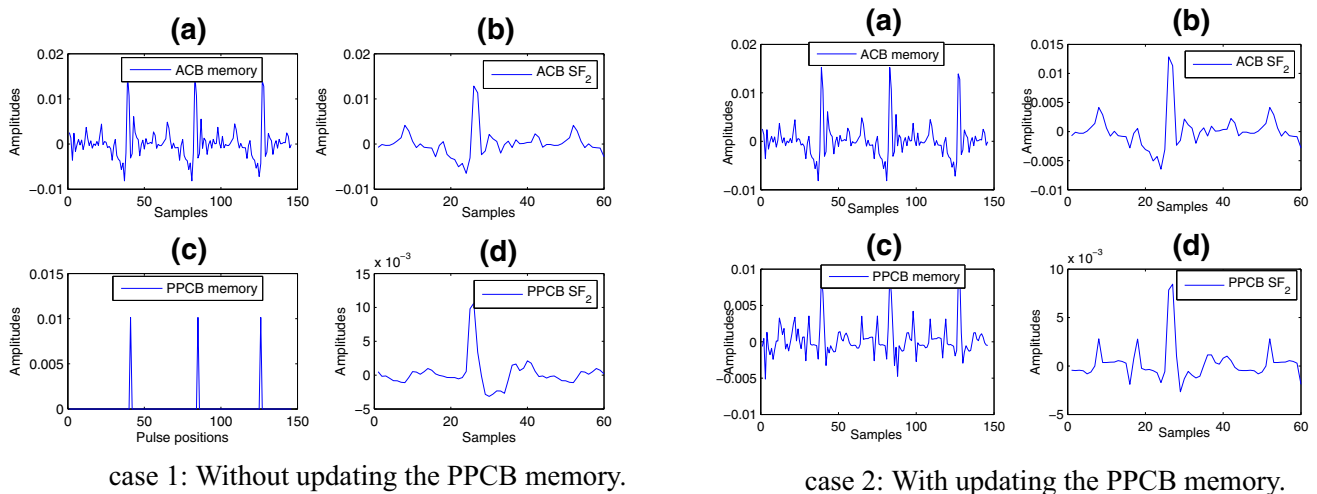 (a)
ACB memory
0.02
0.01
0
−0.01
Amplitudes
0 50 100 150
Samples
(b)
ACB SF2
0.02
0.01
0
−0.01
Amplitudes
0 20 40 60
Samples
(c)
PPCB memory
0.015
0.01
0.005
0
Amplitudes
0 50 100 150
Pulse positions
(d)
x 10−3
PPCB SF2
15
10
5
0
−5
Amplitudes
0 20 40 60
Samples
case 1: Without updating the PPCB memory.
(a)
ACB memory
0.02
0.01
0
−0.01
Amplitudes
0 50 100 150
Samples
(b)
ACB SF2
0.015
0.01
0.005
0
−0.005
−0.01
Amplitudes
0 20 40 60
Samples
(c)
PPCB memory
0.01
0.005
0
−0.005
−0.01
Amplitudes
0 50 100 150
Samples
(d)
x 10−3
PPCB SF2
10
5
0
−5
Amplitudes
0 20 40 60
Samples
case 2: With updating the PPCB memory.